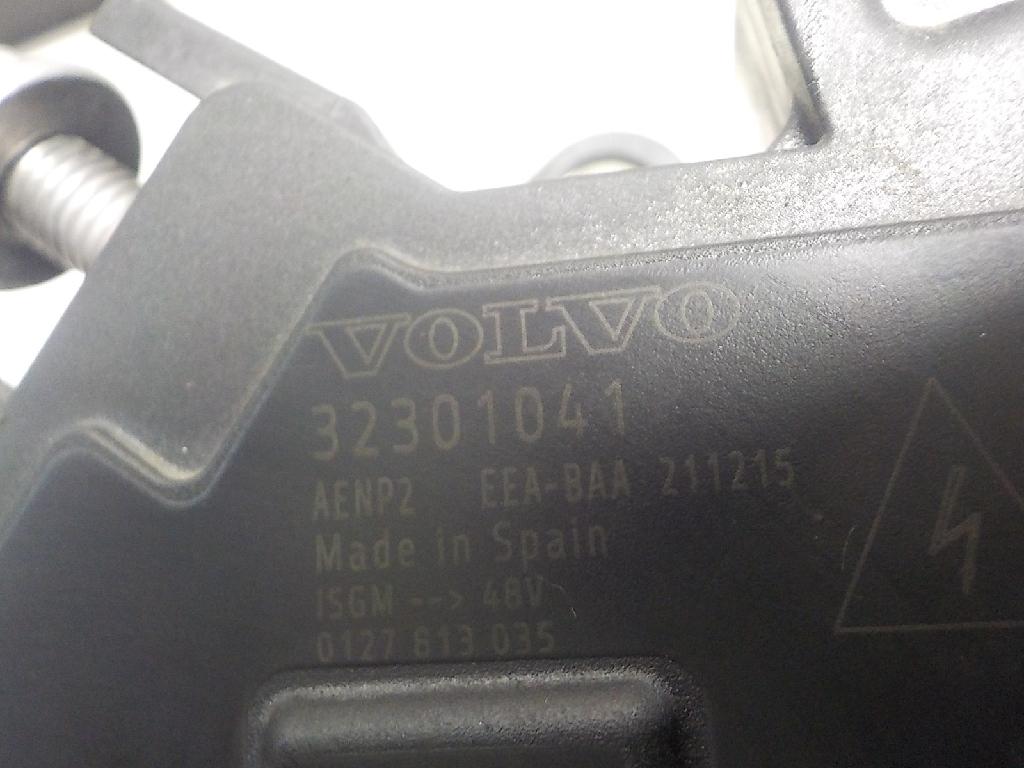 VOLVO
32301041
AENP2 EEA-BAA 211215
Made in Spain
ISGM --> 48V
0127 813 035